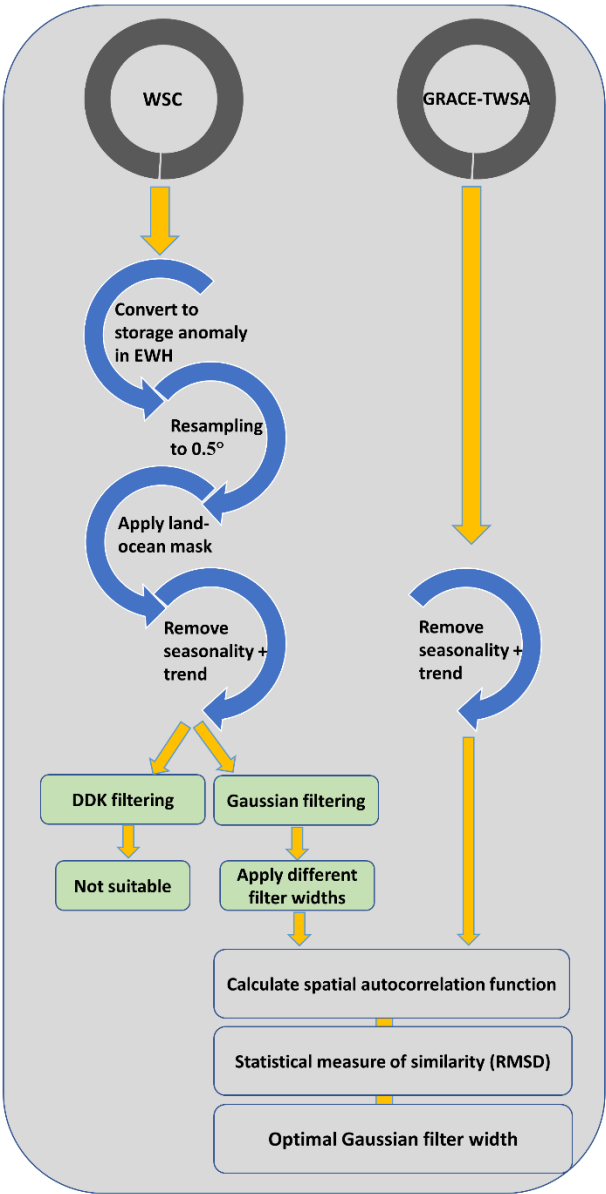 WSC
GRACE-TWSA
Convert to
storage anomaly
in EWH
Resampling
to 0.5°
Apply land-
ocean mask
Remove
seasonality +
trend
Remove
seasonality +
trend
DDK filtering
Gaussian filtering
Not suitable
Apply different
filter widths
Calculate spatial autocorrelation function
Statistical measure of similarity (RMSD)
Optimal Gaussian filter width